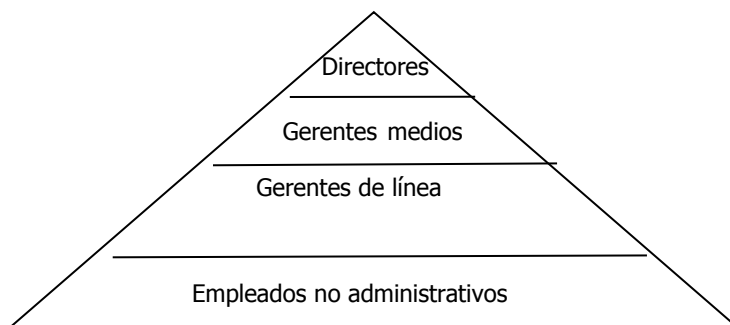 Directores
Gerentes medios
Gerentes de línea
Empleados no administrativos